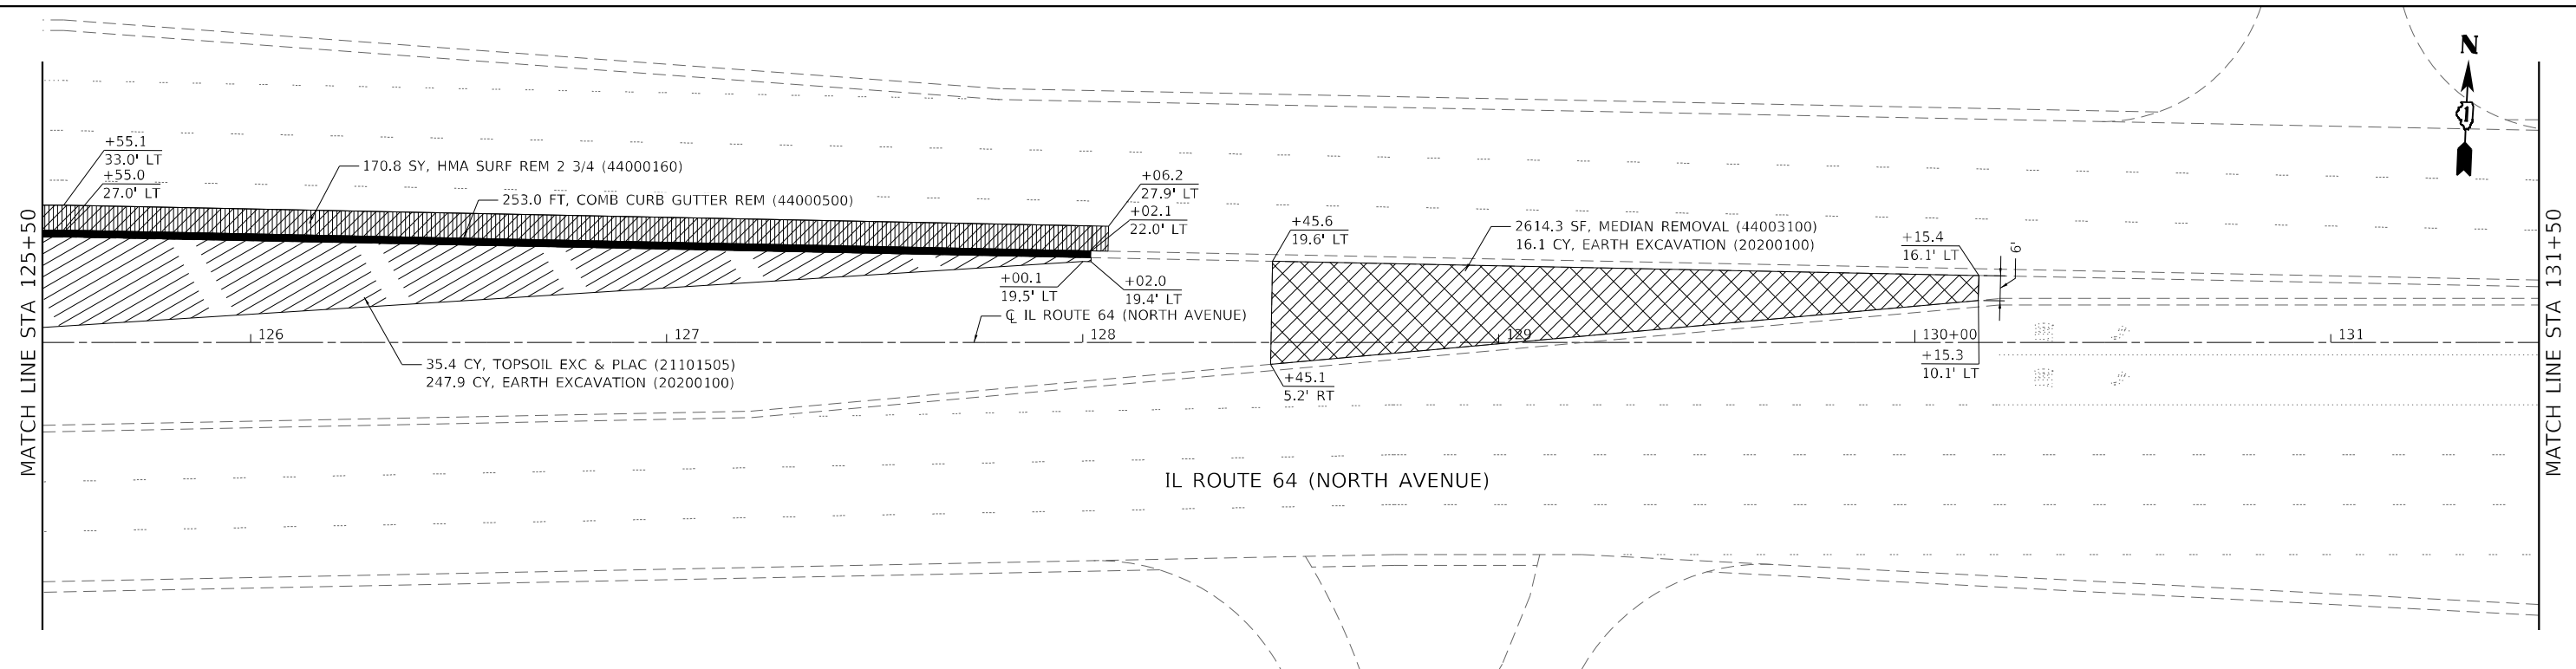 N
1
+55.1
33.0' LT
+55.0
27.0' LT
170.8 SY, HMA SURF REM 2 3/4 (44000160)
253.0 FT, COMB CURB GUTTER REM (44000500)
+06.2
27.9' LT
+02.1
22.0' LT
+45.6
19.6' LT
2614.3 SF, MEDIAN REMOVAL (44003100)
16.1 CY, EARTH EXCAVATION (20200100)
+15.4
16.1' LT
6'
+00.1
19.5' LT
+02.0
19.4' LT
℄ IL ROUTE 64 (NORTH AVENUE)
126
127
128
129
130+00
131
+15.3
10.1' LT
35.4 CY, TOPSOIL EXC & PLAC (21101505)
247.9 CY, EARTH EXCAVATION (20200100)
+45.1
5.2' RT
IL ROUTE 64 (NORTH AVENUE)
MATCH LINE STA 125+50
MATCH LINE STA 131+50